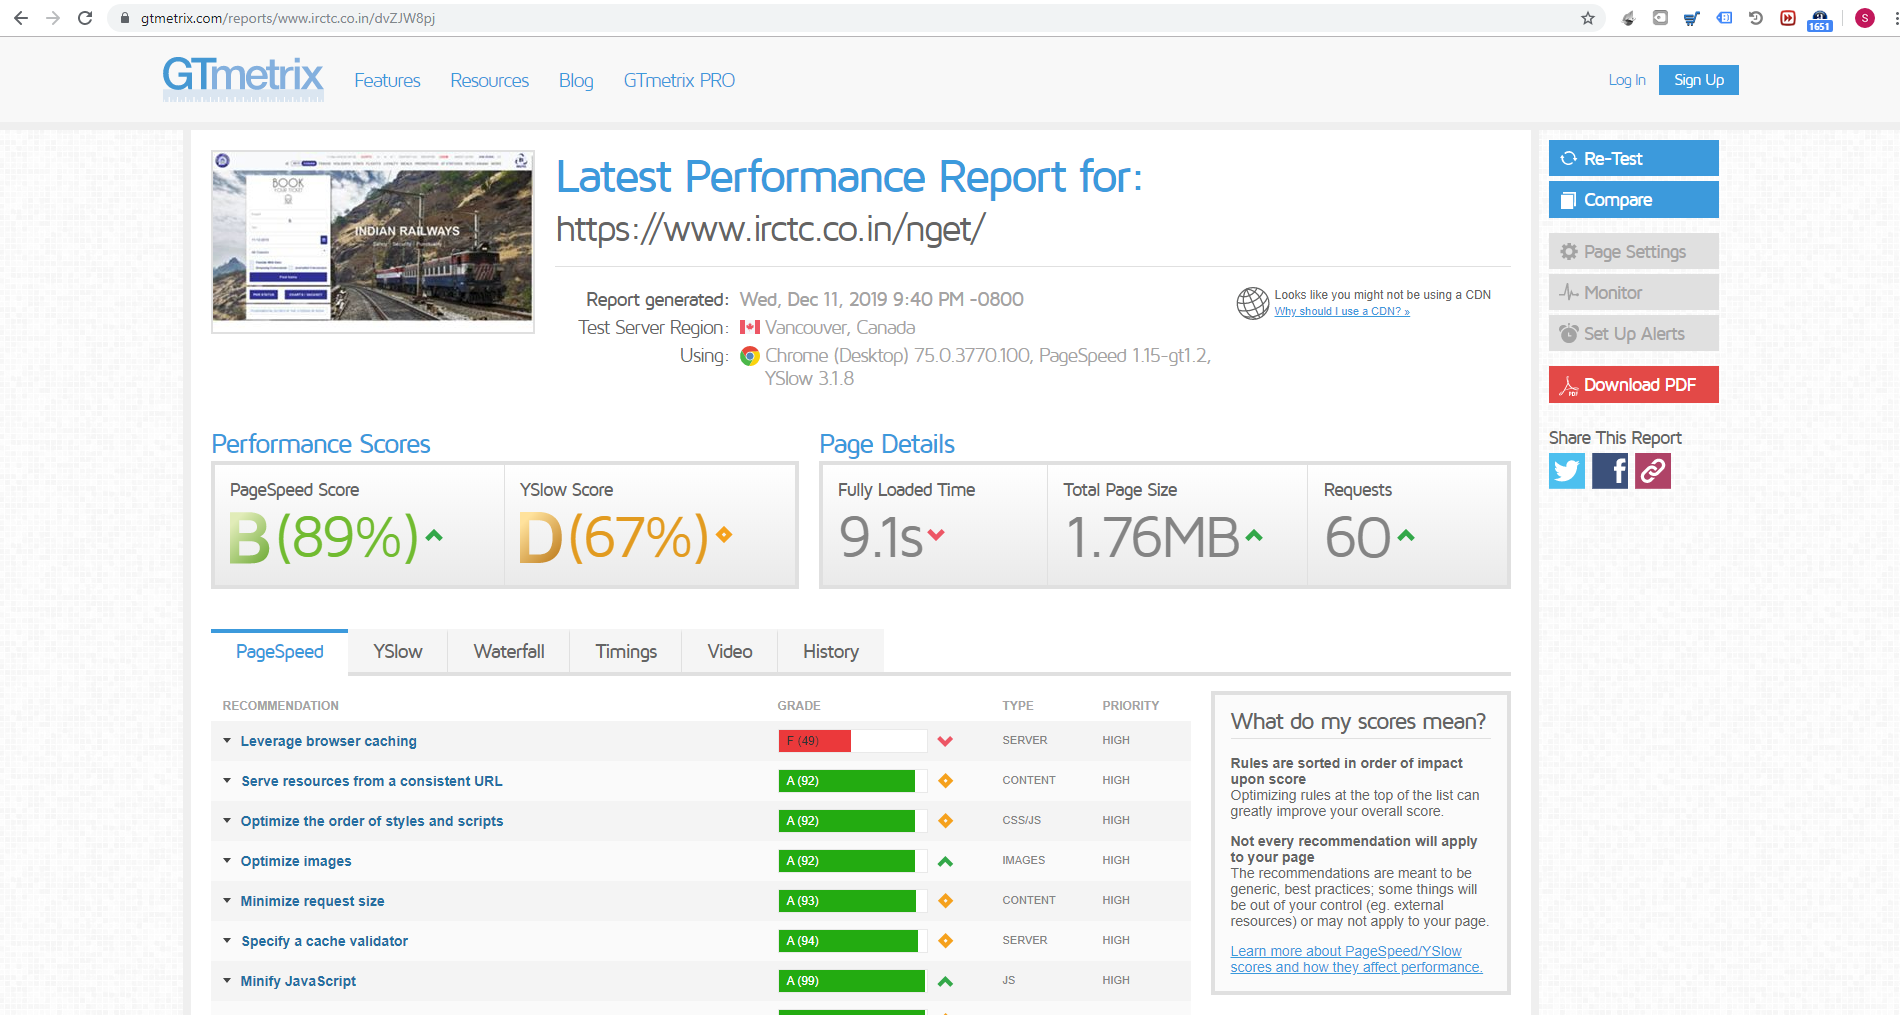 gtmetrix.com/reports/www.irctc.co.in/dvZJW8pj
1651
S
GTmetrix
Features
Resources
Blog
GTmetrix PRO
Log In
Sign Up
BOOK
YOUR TICKET
INDIAN RAILWAYS
Latest Performance Report for:
https://www.irctc.co.in/nget/
Report generated: Wed, Dec 11, 2019 9:40 PM -0800
Test Server Region: Vancouver, Canada
Using: Chrome (Desktop) 75.0.3770.100, PageSpeed 1.15-gt1.2,
YSlow 3.1.8
Looks like you might not be using a CDN
Why should I use a CDN? »
Re-Test
Compare
Page Settings
Monitor
Set Up Alerts
PDF
Download PDF
Share This Report
Performance Scores
PageSpeed Score
B(89%)
YSlow Score
D(67%)
Page Details
Fully Loaded Time
9.1s
Total Page Size
1.76MB
Requests
60
PageSpeed
YSlow
Waterfall
Timings
Video
History
RECOMMENDATION GRADE TYPE PRIORITY
Leverage browser caching F (49) SERVER HIGH
Serve resources from a consistent URL A (92) CONTENT HIGH
Optimize the order of styles and scripts A (92) CSS/JS HIGH
Optimize images A (92) IMAGES HIGH
Minimize request size A (93) CONTENT HIGH
Specify a cache validator A (94) SERVER HIGH
Minify JavaScript A (99) JS HIGH
What do my scores mean?
Rules are sorted in order of impact
upon score
Optimizing rules at the top of the list can
greatly improve your overall score.
Not every recommendation will apply
to your page
The recommendations are meant to be
generic, best practices; some things will
be out of your control (eg. external
resources) or may not apply to your page.
Learn more about PageSpeed/YSlow
scores and how they affect performance.